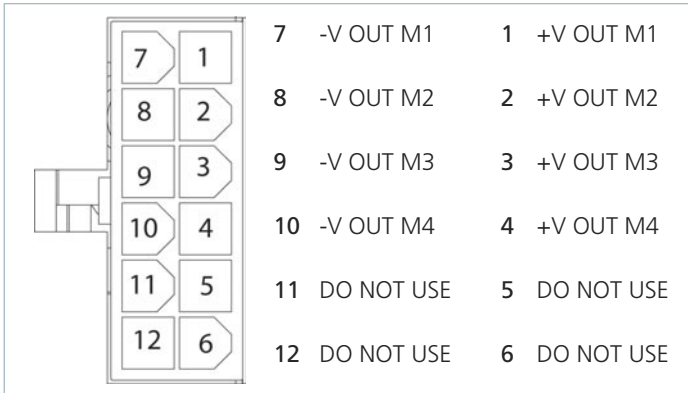 7 1
8 2
9 3
10 4
11 5
12 6
7 -V OUT M1 1 +V OUT M1
8 -V OUT M2 2 +V OUT M2
9 -V OUT M3 3 +V OUT M3
10 -V OUT M4 4 +V OUT M4
11 DO NOT USE 5 DO NOT USE
12 DO NOT USE 6 DO NOT USE